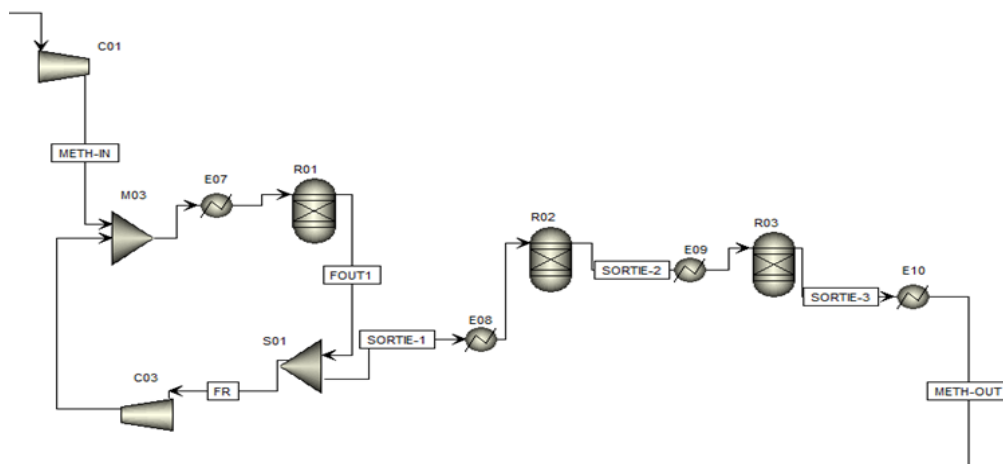 C01
METH-IN
M03
E07
R01
FOUT1
S01
SORTIE-1
FR
C03
E08
R02
SORTIE-2
E09
R03
SORTIE-3
E10
METH-OUT